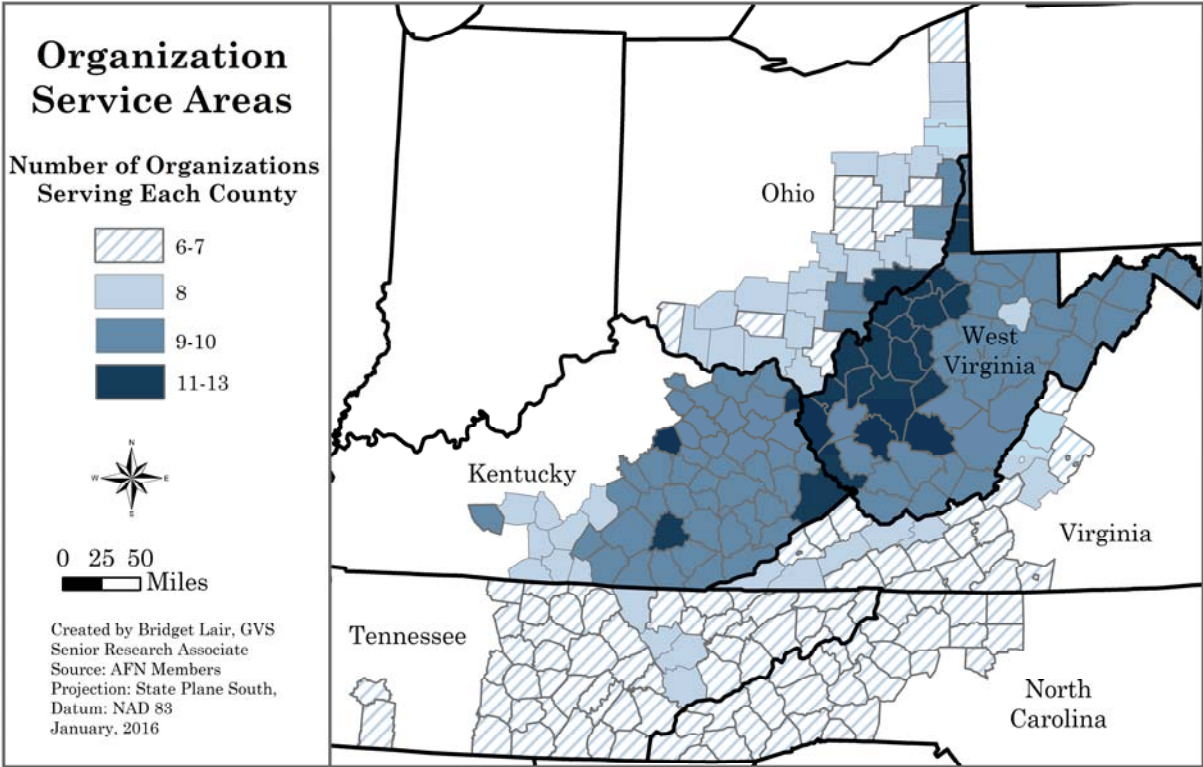 Organization
Service Areas
Number of Organizations
Serving Each County
6-7
8
9-10
11-13
N
W
E
S
0 25 50
Miles
Created by Bridget Lair, GVS
Senior Research Associate
Source: AFN Members
Projection: State Plane South,
Datum: NAD 83
January. 2016
Ohio
West
Virginia
Kentucky
Virginia
Tennessee
North
Carolina